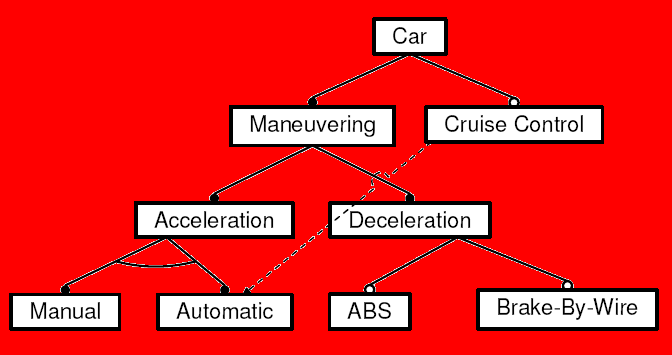 Car
Maneuvering
Cruise Control
Acceleration
Deceleration
Manual
Automatic
ABS
Brake-By-Wire